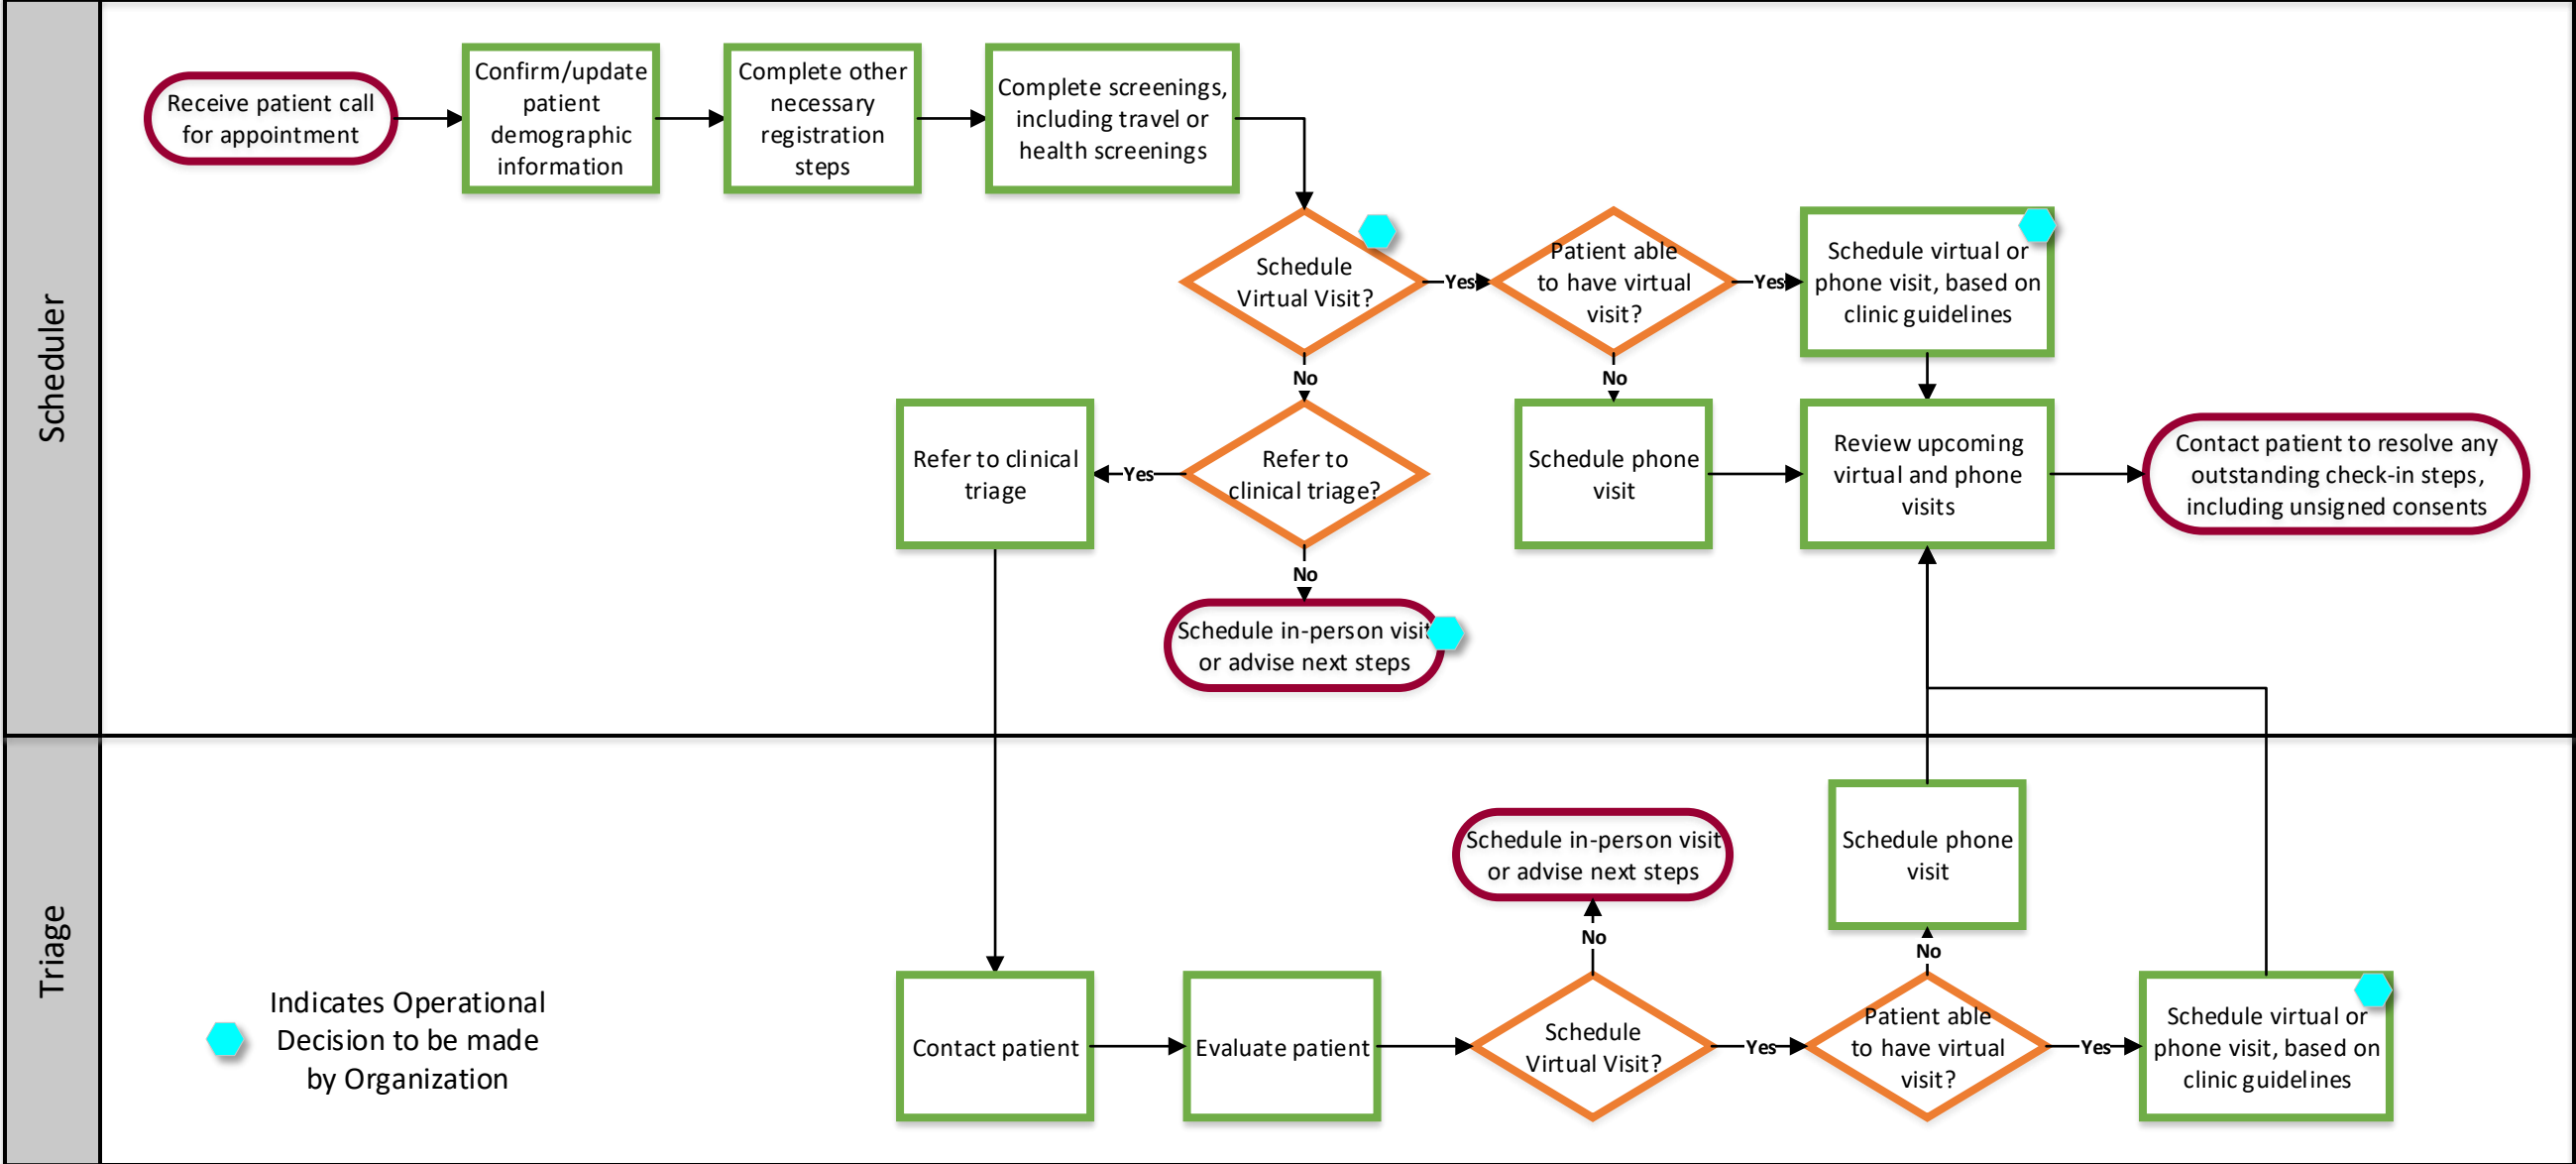 Scheduler
Receive patient call
for appointment
Confirm/update
patient
demographic
information
Complete other
necessary
registration
steps
Complete screenings,
including travel or
health screenings
Schedule
Virtual Visit?
Yes
Patient able
to have virtual
visit?
Yes
Schedule virtual or
phone visit, based on
clinic guidelines
No
No
Refer to clinical
triage
Yes
Refer to
clinical triage?
Schedule phone
visit
Review upcoming
virtual and phone
visits
Contact patient to resolve any
outstanding check-in steps,
including unsigned consents
No
Schedule in-person visit
or advise next steps
Triage
Schedule in-person visit
or advise next steps
Schedule phone
visit
No
No
Indicates Operational
Decision to be made
by Organization
Contact patient
Evaluate patient
Schedule
Virtual Visit?
Yes
Patient able
to have virtual
visit?
Yes
Schedule virtual or
phone visit, based on
clinic guidelines